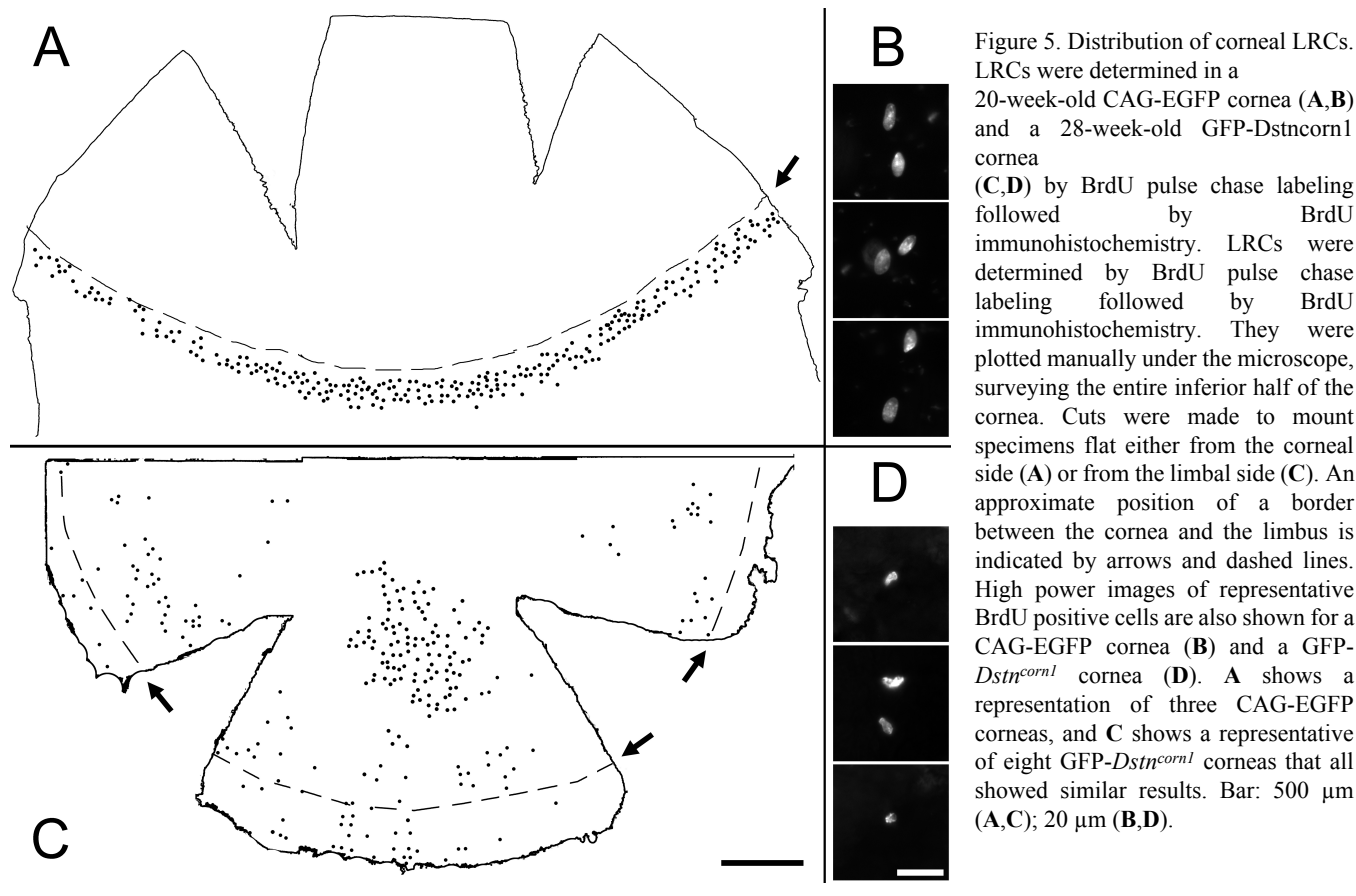 A
B
C
D
Figure 5. Distribution of corneal LRCs.
LRCs were determined in a
20-week-old CAG-EGFP cornea (A,B)
and a 28-week-old GFP-Dstncorn1
cornea
(C,D) by BrdU pulse chase labeling
followed by BrdU
immunohistochemistry. LRCs were
determined by BrdU pulse chase
labeling followed by BrdU
immunohistochemistry. They were
plotted manually under the microscope,
surveying the entire inferior half of the
cornea. Cuts were made to mount
specimens flat either from the corneal
side (A) or from the limbal side (C). An
approximate position of a border
between the cornea and the limbus is
indicated by arrows and dashed lines.
High power images of representative
BrdU positive cells are also shown for a
CAG-EGFP cornea (B) and a GFP-
Dstncorn1 cornea (D). A shows a
representation of three CAG-EGFP
corneas, and C shows a representative
of eight GFP-Dstncorn1 corneas that all
showed similar results. Bar: 500 µm
(A,C); 20 µm (B,D).